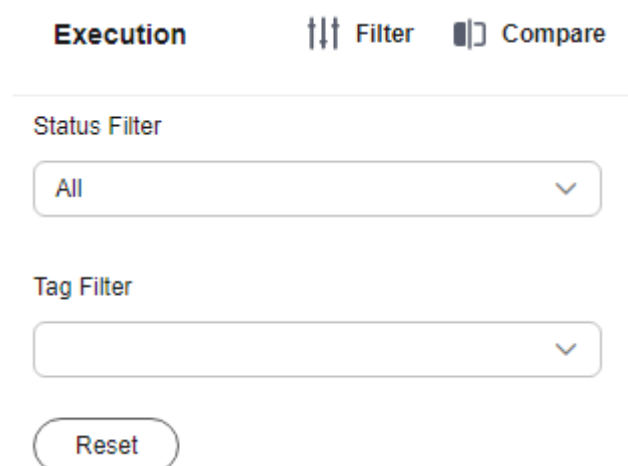 Execution Filter Compare
Status Filter
All
Tag Filter
Reset